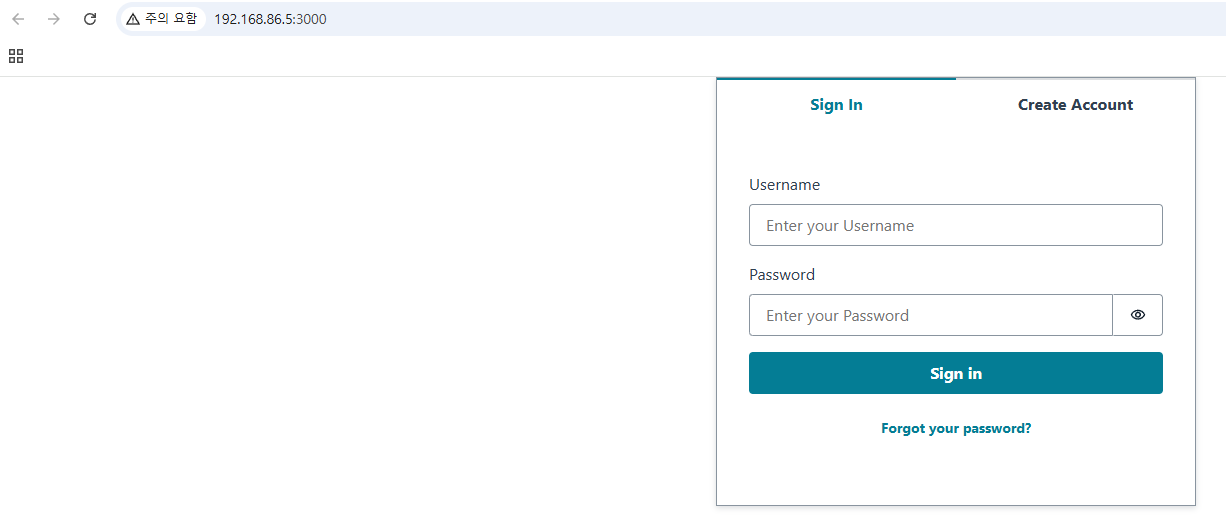 주의 요함 192.168.86.5:3000
Sign In Create Account
Username
Enter your Username
Password
Enter your Password
Sign in
Forgot your password?